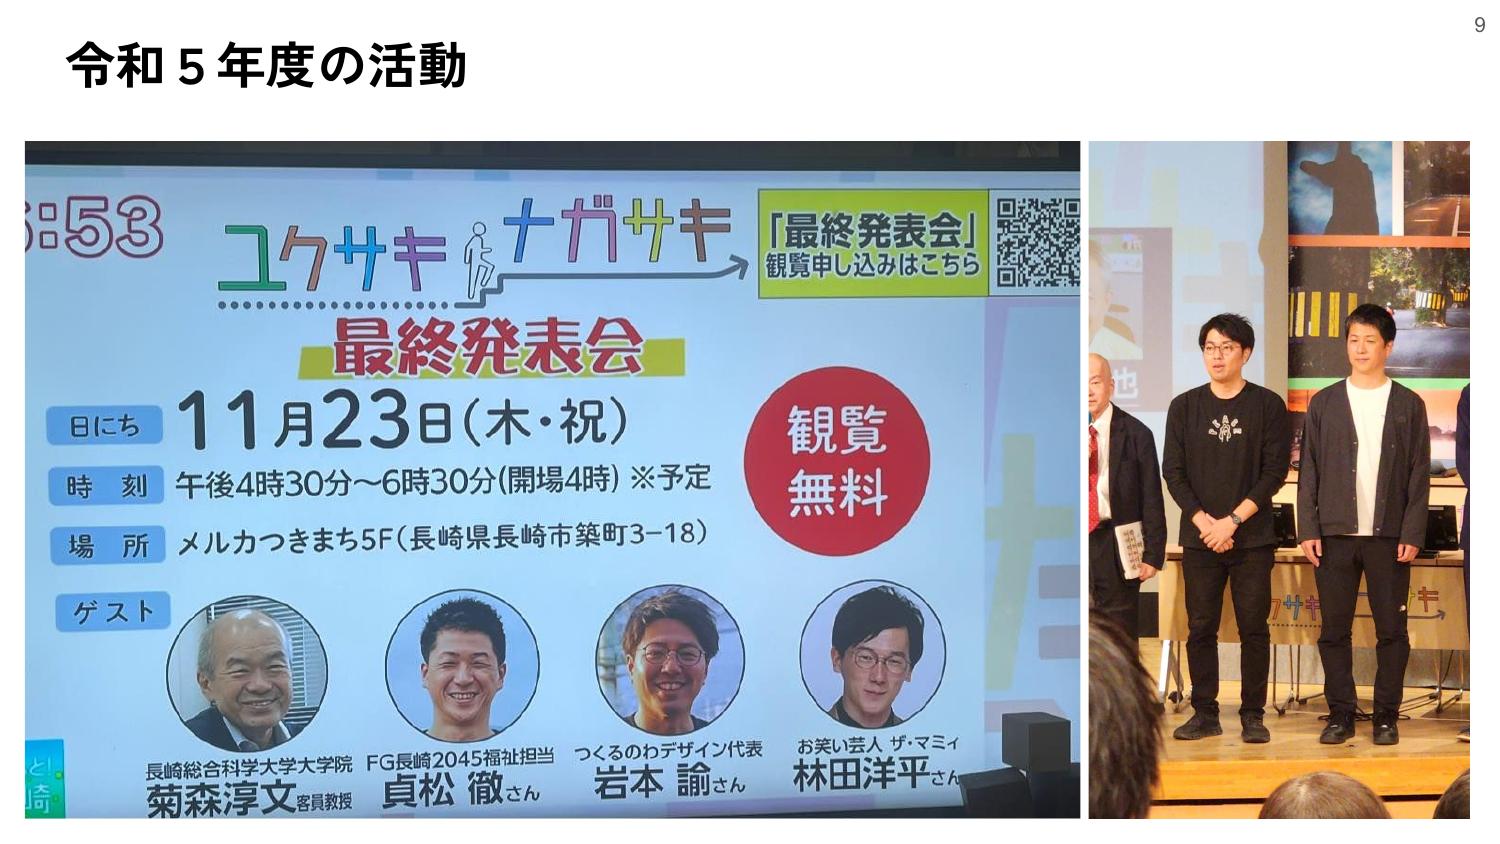 9
令和５年度の活動
:53
ユクサキ ナガサキ
「最終発表会」
観覧申し込みはこちら
最終発表会
日にち 11月23日(木・祝)
時 刻 午後4時30分～6時30分(開場4時) ※予定
場 所 メルカつきまち5F(長崎県長崎市築町3-18)
観覧
無料
ゲスト
長崎総合科学大学大学院
菊森淳文客員教授
FG長崎2045福祉担当
貞松 徹さん
つくるのわデザイン代表
岩本 諭さん
お笑い芸人 ザ・マミィ
林田洋平さん
と!
崎
也
クサキ
サキ